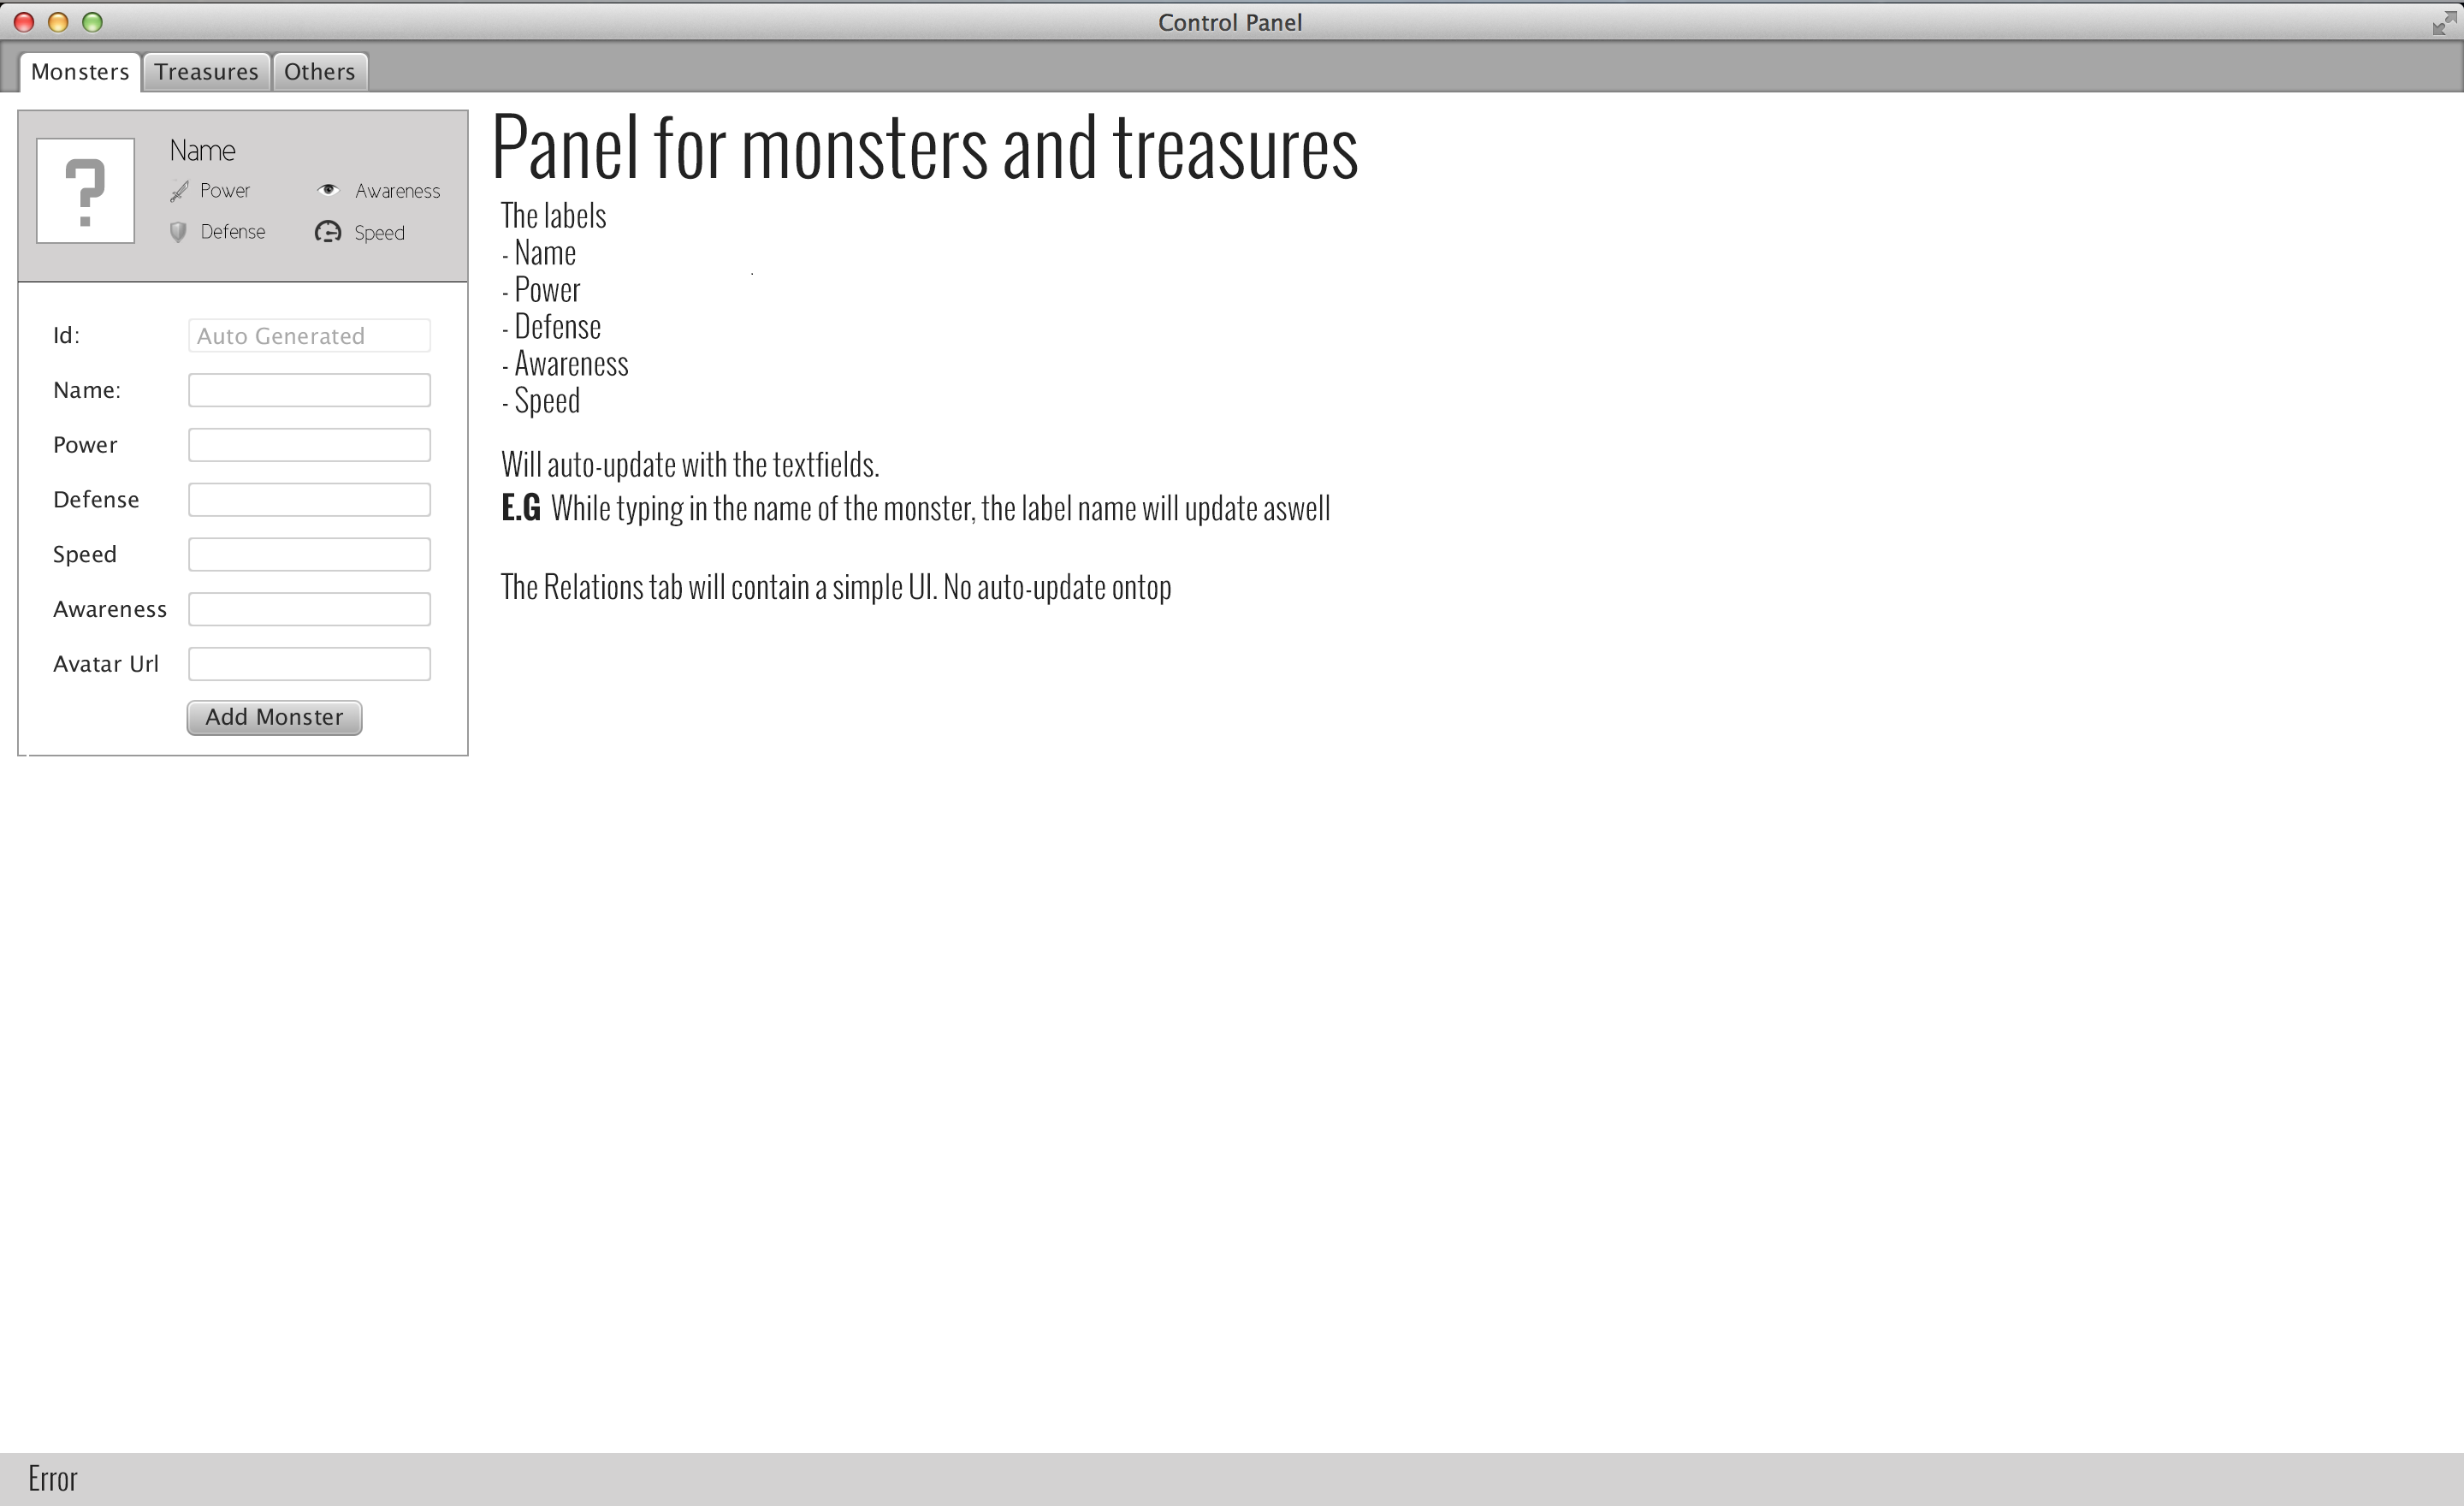 Control Panel
Monsters Treasures Others
?
Name
Power Awareness
Defense Speed
Id: Auto Generated
Name:
Power
Defense
Speed
Awareness
Avatar Url
Add Monster
Panel for monsters and treasures
The labels
- Name
- Power
- Defense
- Awareness
- Speed
Will auto-update with the textfields.
E.G While typing in the name of the monster, the label name will update aswell
The Relations tab will contain a simple UI. No auto-update ontop
Error